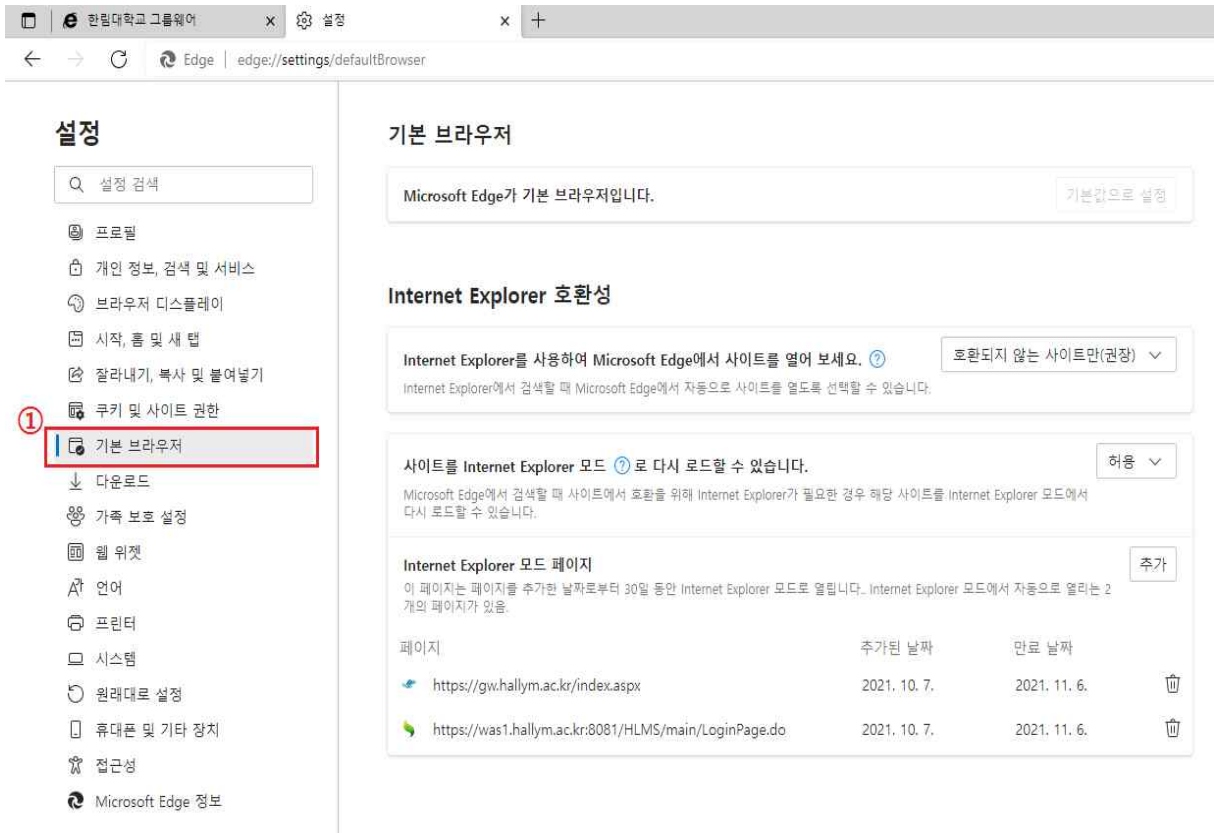 한림대학교 그룹웨어
설정
Edge | edge://settings/defaultBrowser
설정
설정 검색
프로필
개인 정보, 검색 및 서비스
브라우저 디스플레이
시작, 홈 및 새 탭
잘라내기, 복사 및 붙여넣기
쿠키 및 사이트 권한
①
기본 브라우저
다운로드
가족 보호 설정
웹 위젯
언어
프린터
시스템
원래대로 설정
휴대폰 및 기타 장치
접근성
Microsoft Edge 정보
기본 브라우저
Microsoft Edge가 기본 브라우저입니다.
기본값으로 설정
Internet Explorer 호환성
Internet Explorer를 사용하여 Microsoft Edge에서 사이트를 열어 보세요.
호환되지 않는 사이트만(권장)
Internet Explorer에서 검색할 때 Microsoft Edge에서 자동으로 사이트를 열도록 선택할 수 있습니다.
사이트를 Internet Explorer 모드 로 다시 로드할 수 있습니다.
허용
Microsoft Edge에서 검색할 때 사이트에서 호환을 위해 Internet Explorer가 필요한 경우 해당 사이트를 Internet Explorer 모드에서
다시 로드할 수 있습니다.
Internet Explorer 모드 페이지
추가
이 페이지는 페이지를 추가한 날짜로부터 30일 동안 Internet Explorer 모드로 열립니다.. Internet Explorer 모드에서 자동으로 열리는 2
개의 페이지가 있음.
페이지 추가된 날짜 만료 날짜
https://gw.hallym.ac.kr/index.aspx 2021. 10. 7. 2021. 11. 6.
https://was1.hallym.ac.kr:8081/HLMS/main/LoginPage.do 2021. 10. 7. 2021. 11. 6.